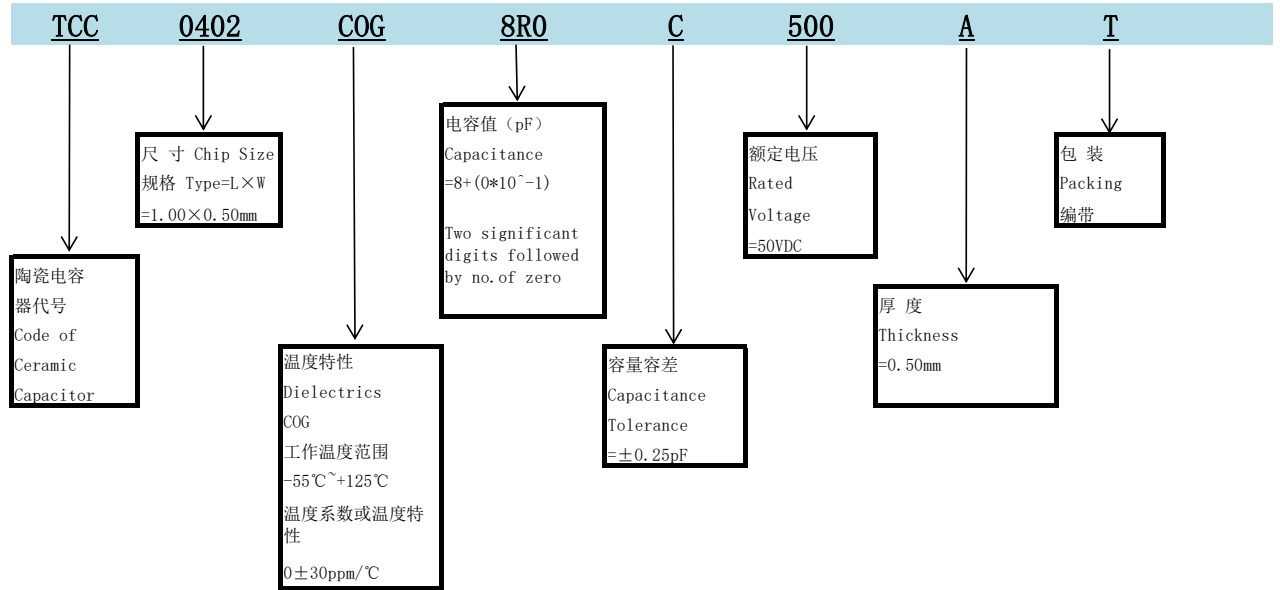 TCC 0402 COG 8R0 C 500 A T
陶瓷电容
器代号
Code of
Ceramic
Capacitor
尺 寸 Chip Size
规格 Type=L×W
=1.00×0.50mm
温度特性
Dielectrics
COG
工作温度范围
-55℃~+125℃
温度系数或温度特
性
0±30ppm/℃
电容值（pF）
Capacitance
=8+(0*10^-1)
Two significant
digits followed
by no.of zero
容量容差
Capacitance
Tolerance
=±0.25pF
额定电压
Rated
Voltage
=50VDC
厚 度
Thickness
=0.50mm
包 装
Packing
编带